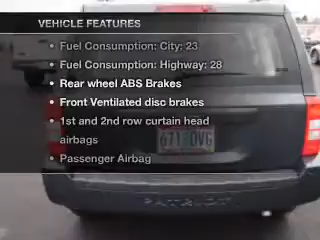 VEHICLE FEATURES
Fuel Consumption: City: 23
Fuel Consumption: Highway: 28
Rear wheel ABS Brakes
Front Ventilated disc brakes
1st and 2nd row curtain head
airbags
Passenger Airbag
PATRIOT